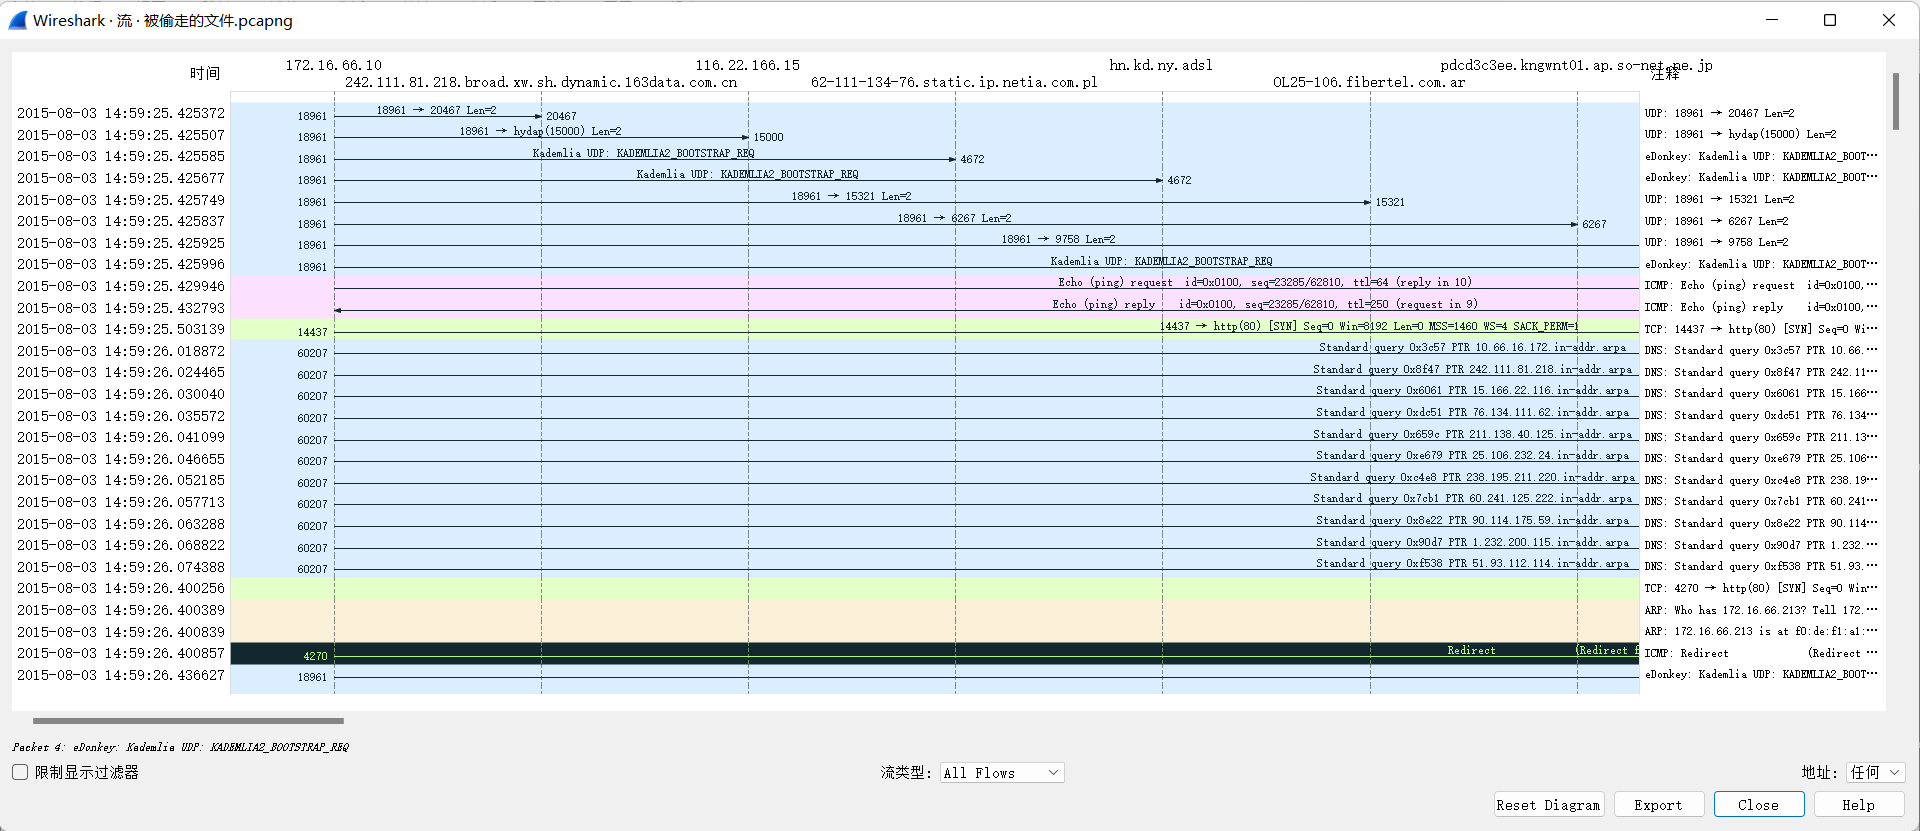 Wireshark · 流 · 被偷走的文件.pcapng
时间 172.16.66.10 116.22.166.15 hn.kd.ny.adsl pdcd3c3ee.kngwnt01.ap.so-net.ne.jp
242.111.81.218.broad.xw.sh.dynamic.163data.com.cn 62-111-134-76.static.ip.netia.com.pl OL25-106.fibertel.com.ar 注释
2015-08-03 14:59:25.425372 18961 18961 → 20467 Len=2 20467 UDP: 18961 → 20467 Len=2
2015-08-03 14:59:25.425507 18961 18961 → hydap(15000) Len=2 15000 UDP: 18961 → hydap(15000) Len=2
2015-08-03 14:59:25.425585 18961 Kademlia UDP: KADEMLIA2_BOOTSTRAP_REQ 4672 eDonkey: Kademlia UDP: KADEMLIA2_BOOT…
2015-08-03 14:59:25.425677 18961 Kademlia UDP: KADEMLIA2_BOOTSTRAP_REQ 4672 eDonkey: Kademlia UDP: KADEMLIA2_BOOT…
2015-08-03 14:59:25.425749 18961 18961 → 15321 Len=2 15321 UDP: 18961 → 15321 Len=2
2015-08-03 14:59:25.425837 18961 18961 → 6267 Len=2 6267 UDP: 18961 → 6267 Len=2
2015-08-03 14:59:25.425925 18961 18961 → 9758 Len=2 UDP: 18961 → 9758 Len=2
2015-08-03 14:59:25.425996 18961 Kademlia UDP: KADEMLIA2_BOOTSTRAP_REQ eDonkey: Kademlia UDP: KADEMLIA2_BOOT…
2015-08-03 14:59:25.429946 Echo (ping) request id=0x0100, seq=23285/62810, ttl=64 (reply in 10) ICMP: Echo (ping) request id=0x0100,…
2015-08-03 14:59:25.432793 Echo (ping) reply id=0x0100, seq=23285/62810, ttl=250 (request in 9) ICMP: Echo (ping) reply id=0x0100,…
2015-08-03 14:59:25.503139 14437 14437 → http(80) [SYN] Seq=0 Win=8192 Len=0 MSS=1460 WS=4 SACK_PERM=1 TCP: 14437 → http(80) [SYN] Seq=0 Wi…
2015-08-03 14:59:26.018872 60207 Standard query 0x3c57 PTR 10.66.16.172.in-addr.arpa DNS: Standard query 0x3c57 PTR 10.66.…
2015-08-03 14:59:26.024465 60207 Standard query 0x8f47 PTR 242.111.81.218.in-addr.arpa DNS: Standard query 0x8f47 PTR 242.11…
2015-08-03 14:59:26.030040 60207 Standard query 0x6061 PTR 15.166.22.116.in-addr.arpa DNS: Standard query 0x6061 PTR 15.166…
2015-08-03 14:59:26.035572 60207 Standard query 0xdc51 PTR 76.134.111.62.in-addr.arpa DNS: Standard query 0xdc51 PTR 76.134…
2015-08-03 14:59:26.041099 60207 Standard query 0x659c PTR 211.138.40.125.in-addr.arpa DNS: Standard query 0x659c PTR 211.13…
2015-08-03 14:59:26.046655 60207 Standard query 0xe679 PTR 25.106.232.24.in-addr.arpa DNS: Standard query 0xe679 PTR 25.106…
2015-08-03 14:59:26.052185 60207 Standard query 0xc4e8 PTR 238.195.211.220.in-addr.arpa DNS: Standard query 0xc4e8 PTR 238.19…
2015-08-03 14:59:26.057713 60207 Standard query 0x7cb1 PTR 60.241.125.222.in-addr.arpa DNS: Standard query 0x7cb1 PTR 60.241…
2015-08-03 14:59:26.063288 60207 Standard query 0x8e22 PTR 90.114.175.59.in-addr.arpa DNS: Standard query 0x8e22 PTR 90.114…
2015-08-03 14:59:26.068822 60207 Standard query 0x90d7 PTR 1.232.200.115.in-addr.arpa DNS: Standard query 0x90d7 PTR 1.232.…
2015-08-03 14:59:26.074388 60207 Standard query 0xf538 PTR 51.93.112.114.in-addr.arpa DNS: Standard query 0xf538 PTR 51.93.…
2015-08-03 14:59:26.400256 TCP: 4270 → http(80) [SYN] Seq=0 Win…
2015-08-03 14:59:26.400389 ARP: Who has 172.16.66.213? Tell 172.…
2015-08-03 14:59:26.400839 ARP: 172.16.66.213 is at f0:de:f1:a1:…
2015-08-03 14:59:26.400857 4270 Redirect (Redirect f ICMP: Redirect (Redirect …
2015-08-03 14:59:26.436627 18961 eDonkey: Kademlia UDP: KADEMLIA2_BOOT…
Packet 4: eDonkey: Kademlia UDP: KADEMLIA2_BOOTSTRAP_REQ
限制显示过滤器 流类型: All Flows 地址: 任何
Reset Diagram Export Close Help